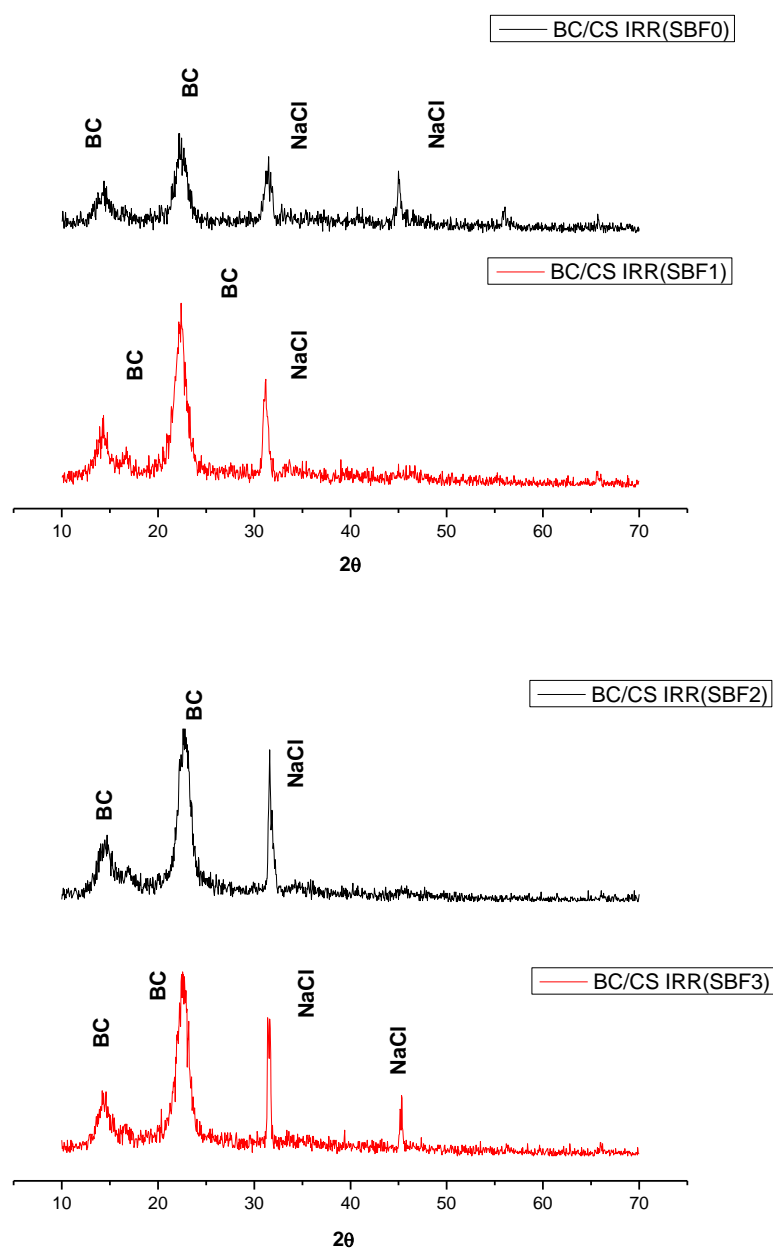 BC/CS IRR(SBF0)
BC
BC
NaCl
NaCl
BC/CS IRR(SBF1)
BC
BC
NaCl
10 20 30 40 50 60 70
2θ
BC/CS IRR(SBF2)
BC
BC
NaCl
BC/CS IRR(SBF3)
BC
BC
NaCl
NaCl
10 20 30 40 50 60 70
2θ